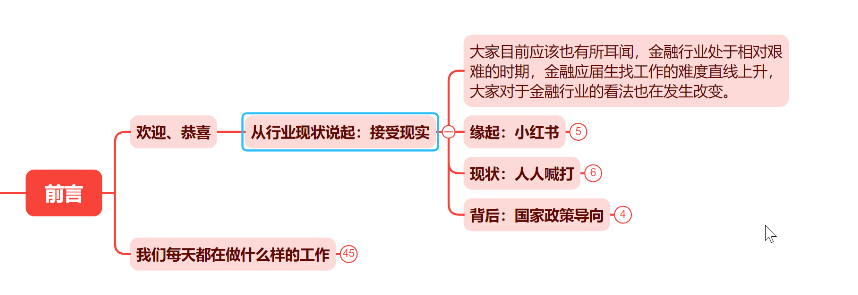 前言
欢迎、恭喜
从行业现状说起：接受现实
大家目前应该也有所耳闻，金融行业处于相对艰
难的时期，金融应届生找工作的难度直线上升，
大家对于金融行业的看法也在发生改变。
缘起：小红书 5
现状：人人喊打 6
背后：国家政策导向 4
我们每天都在做什么样的工作 45